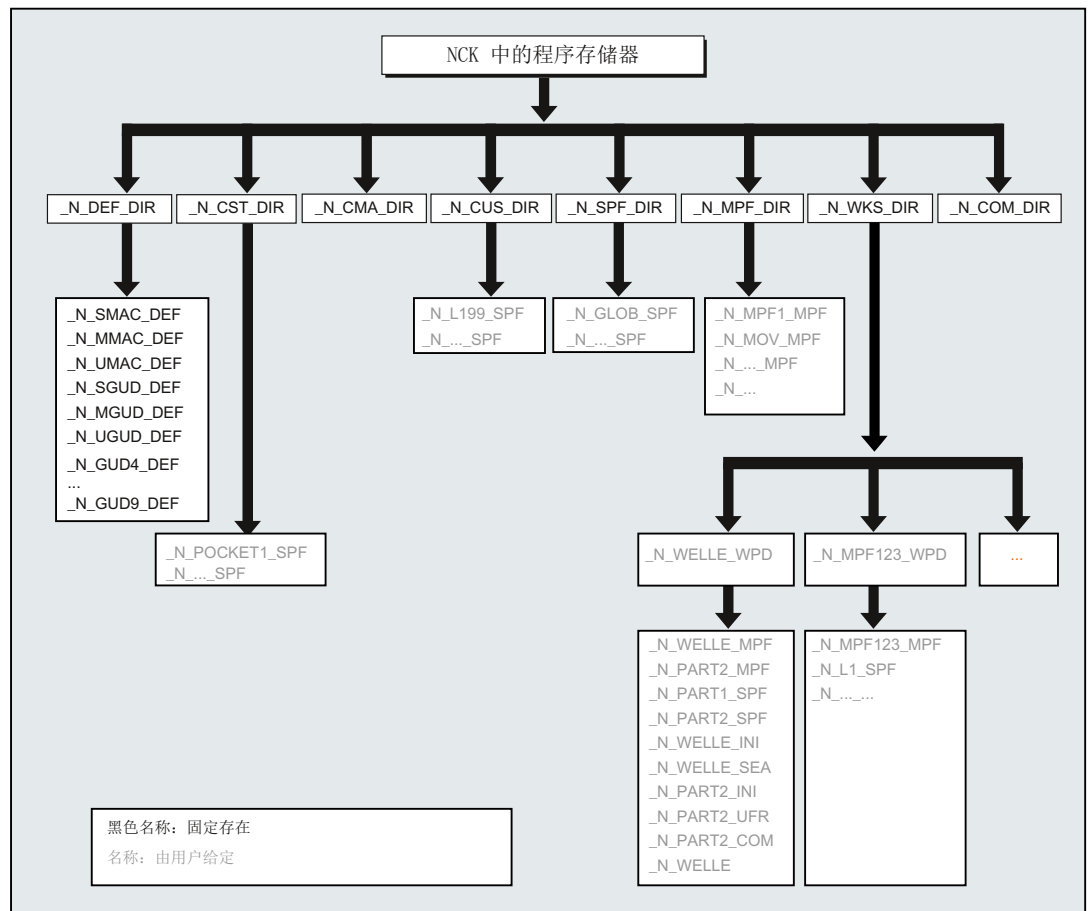 NCK 中的程序存储器
_N_DEF_DIR
_N_CST_DIR
_N_CMA_DIR
_N_CUS_DIR
_N_SPF_DIR
_N_MPF_DIR
_N_WKS_DIR
_N_COM_DIR
_N_SMAC_DEF
_N_MMAC_DEF
_N_UMAC_DEF
_N_SGUD_DEF
_N_MGUD_DEF
_N_UGUD_DEF
_N_GUD4_DEF
...
_N_GUD9_DEF
_N_POCKET1_SPF
_N_..._SPF
_N_L199_SPF
_N_..._SPF
_N_GLOB_SPF
_N_..._SPF
_N_MPF1_MPF
_N_MOV_MPF
_N_..._MPF
_N_...
_N_WELLE_WPD
_N_MPF123_WPD
...
_N_WELLE_MPF
_N_PART2_MPF
_N_PART1_SPF
_N_PART2_SPF
_N_WELLE_INI
_N_WELLE_SEA
_N_PART2_INI
_N_PART2_UFR
_N_PART2_COM
_N_WELLE
_N_MPF123_MPF
_N_L1_SPF
_N_..._...
黑色名称：固定存在
名称：由用户给定